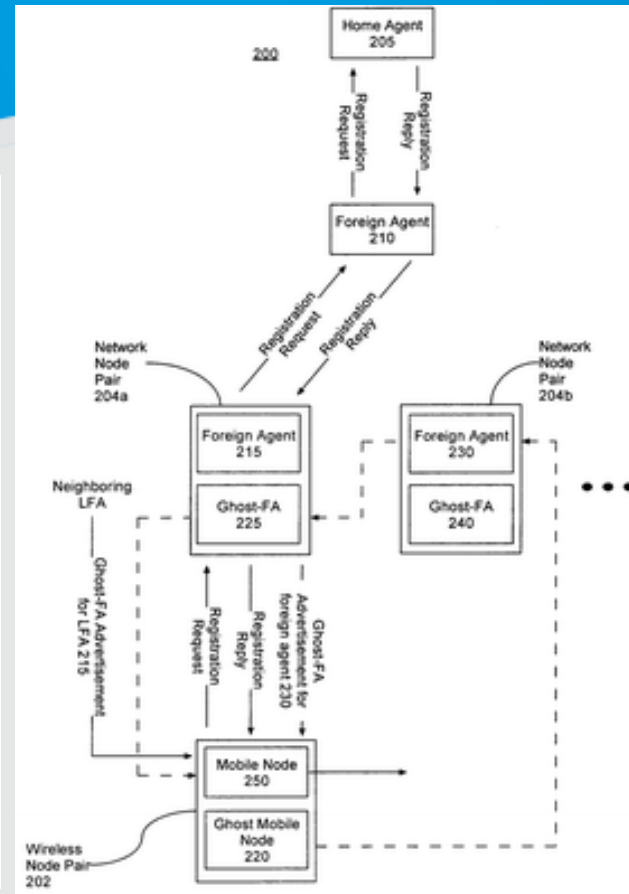 200
Home Agent
205
Registration
Request
Registration
Reply
Foreign Agent
210
Registration
Request
Registration
Reply
Network
Node
Pair
204a
Network
Node
Pair
204b
Foreign Agent
215
Ghost-FA
225
Foreign Agent
230
Ghost-FA
240
Neighboring
LFA
Ghost-FA Advertisement
for LFA 215
Registration
Request
Registration
Reply
Ghost-FA
Advertisement for
foreign agent 230
Mobile Node
250
Ghost Mobile
Node
220
Wireless
Node Pair
202